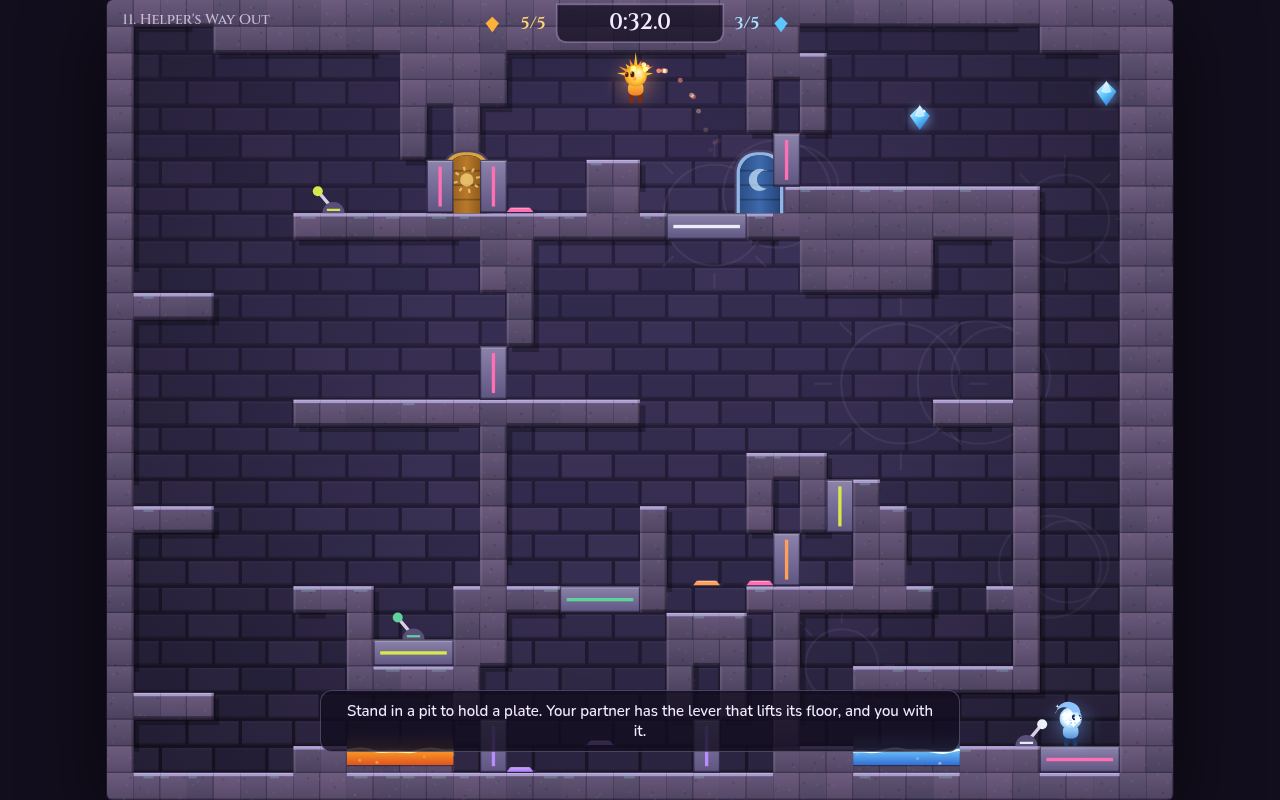 11. Helper's Way Out
5/5
0:32.0
3/5
Stand in a pit to hold a plate. Your partner has the lever that lifts its floor, and you with
it.